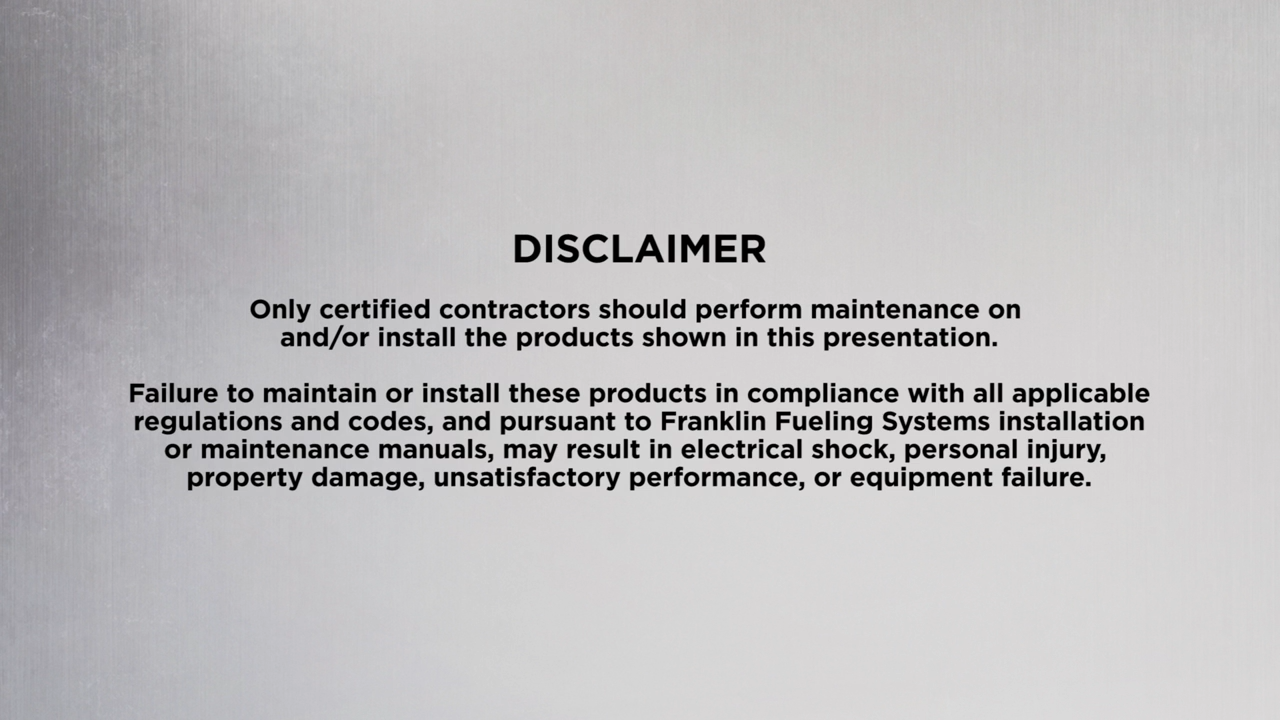 DISCLAIMER
Only certified contractors should perform maintenance on
and/or install the products shown in this presentation.
Failure to maintain or install these products in compliance with all applicable
regulations and codes, and pursuant to Franklin Fueling Systems installation
or maintenance manuals, may result in electrical shock, personal injury,
property damage, unsatisfactory performance, or equipment failure.